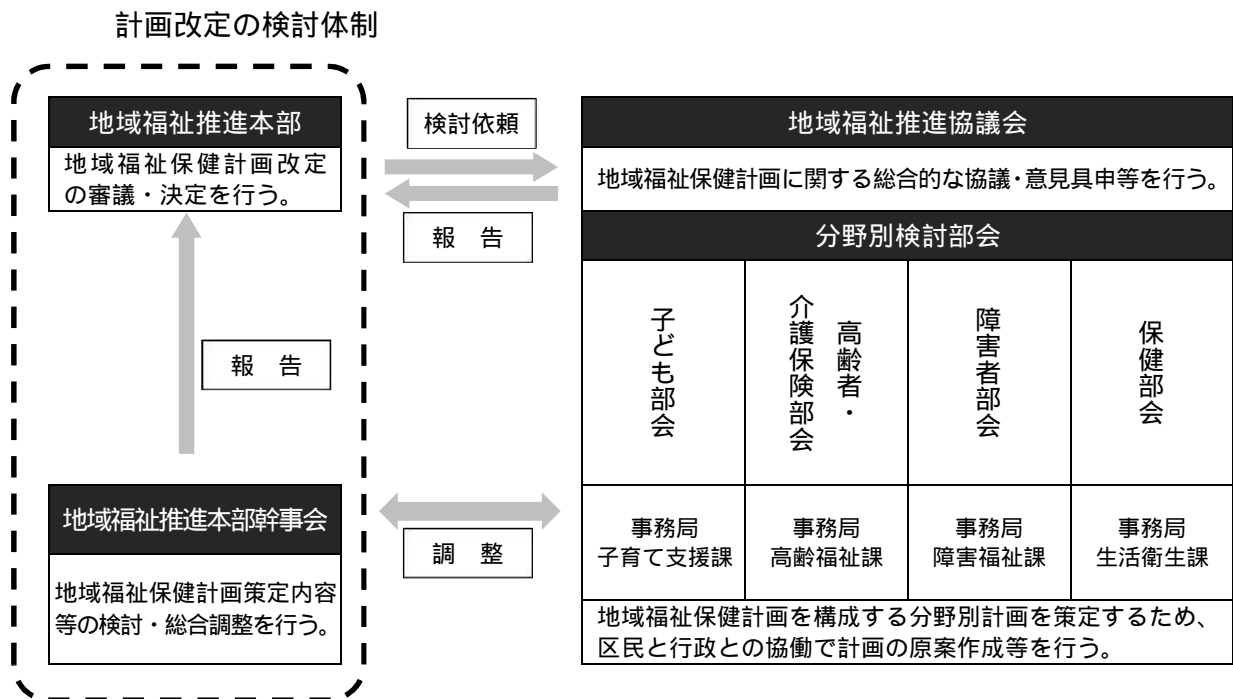 計画改定の検討体制
地域福祉推進本部
地域福祉保健計画改定
の審議・決定を行う。
報　告
地域福祉推進本部幹事会
地域福祉保健計画策定内容
等の検討・総合調整を行う。
検討依頼
報　告
調　整
地域福祉推進協議会
地域福祉保健計画に関する総合的な協議・意見具申等を行う。
分野別検討部会
子ども部会
高齢者・
介護保険部会
障害者部会
保健部会
事務局
子育て支援課
事務局
高齢福祉課
事務局
障害福祉課
事務局
生活衛生課
地域福祉保健計画を構成する分野別計画を策定するため、
区民と行政との協働で計画の原案作成等を行う。